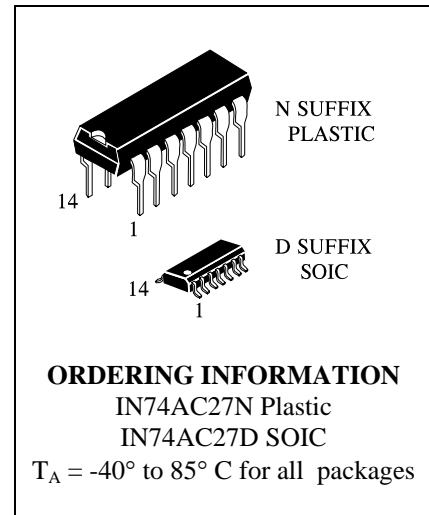 N SUFFIX
PLASTIC
14
1
D SUFFIX
SOIC
14
1
ORDERING INFORMATION
IN74AC27N Plastic
IN74AC27D SOIC
TA = -40° to 85° C for all packages